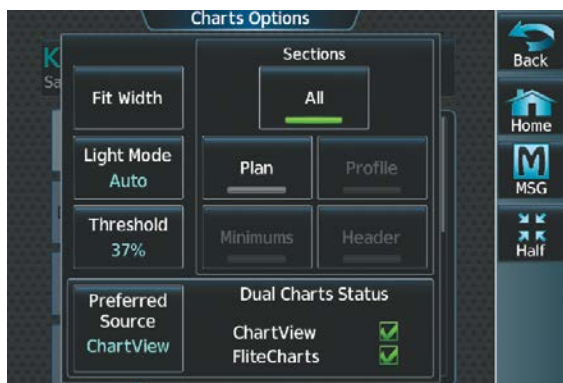 Charts Options
K
Sa
Sections
Back
Fit Width
All
Home
Light Mode
Auto
Plan
Profile
MSG
Threshold
37%
Minimums
Header
Half
Preferred
Source
ChartView
Dual Charts Status
ChartView
FliteCharts